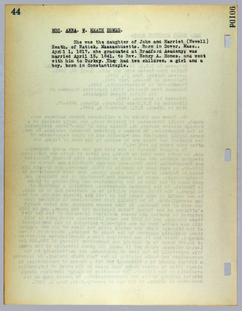 44
MRS. ANNA. F. HEATH HOMES.
She was the daughter of John and Harriet (Newell)
Heath, of Natick, Massachusetts. Born in Dover, Mass.,
April 1, 1817, she graduated at Bradford Academy was
married April 15, 1841, to Rev. Henry A. Homes, and went
with him to Turkey. They had two children, a girl and a
boy, born in Constantinople.